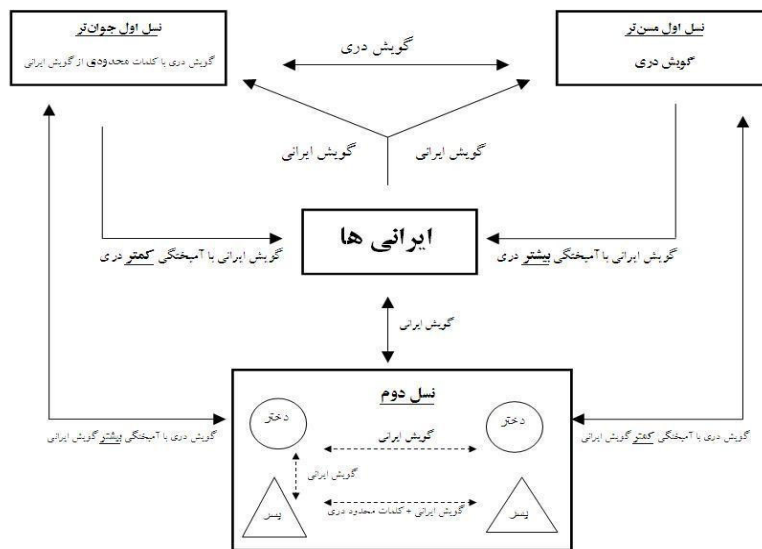 نسل اول مسن‌تر
گویش دری
نسل اول جوان‌تر
گویش دری با کلمات محدودی از گویش ایرانی
گویش دری
گویش ایرانی
گویش ایرانی
ایرانی ها
گویش ایرانی با آمیختگی بیشتر دری
گویش ایرانی با آمیختگی کمتر دری
گویش ایرانی
نسل دوم
دختر
دختر
گویش ایرانی
گویش ایرانی
گویش ایرانی + کلمات محدود دری
پسر
پسر
گویش دری با آمیختگی کمتر گویش ایرانی
گویش دری با آمیختگی بیشتر گویش ایرانی